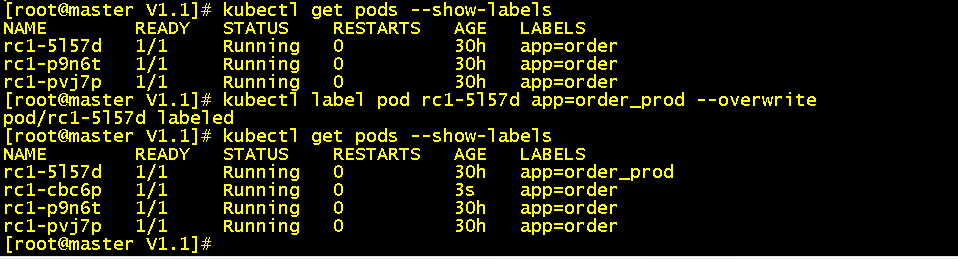 [root@master V1.1]# kubectl get pods --show-labels
NAME READY STATUS RESTARTS AGE LABELS
rc1-5l57d 1/1 Running 0 30h app=order
rc1-p9n6t 1/1 Running 0 30h app=order
rc1-pvj7p 1/1 Running 0 30h app=order
[root@master V1.1]# kubectl label pod rc1-5l57d app=order_prod --overwrite
pod/rc1-5l57d labeled
[root@master V1.1]# kubectl get pods --show-labels
NAME READY STATUS RESTARTS AGE LABELS
rc1-5l57d 1/1 Running 0 30h app=order_prod
rc1-cbc6p 1/1 Running 0 3s app=order
rc1-p9n6t 1/1 Running 0 30h app=order
rc1-pvj7p 1/1 Running 0 30h app=order
[root@master V1.1]#